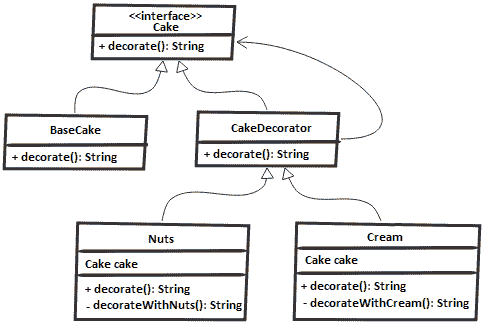 <<interface>>
Cake
+ decorate(): String
BaseCake
+ decorate(): String
CakeDecorator
+ decorate(): String
Nuts
Cake cake
+ decorate(): String
- decorateWithNuts(): String
Cream
Cake cake
+ decorate(): String
- decorateWithCream(): String